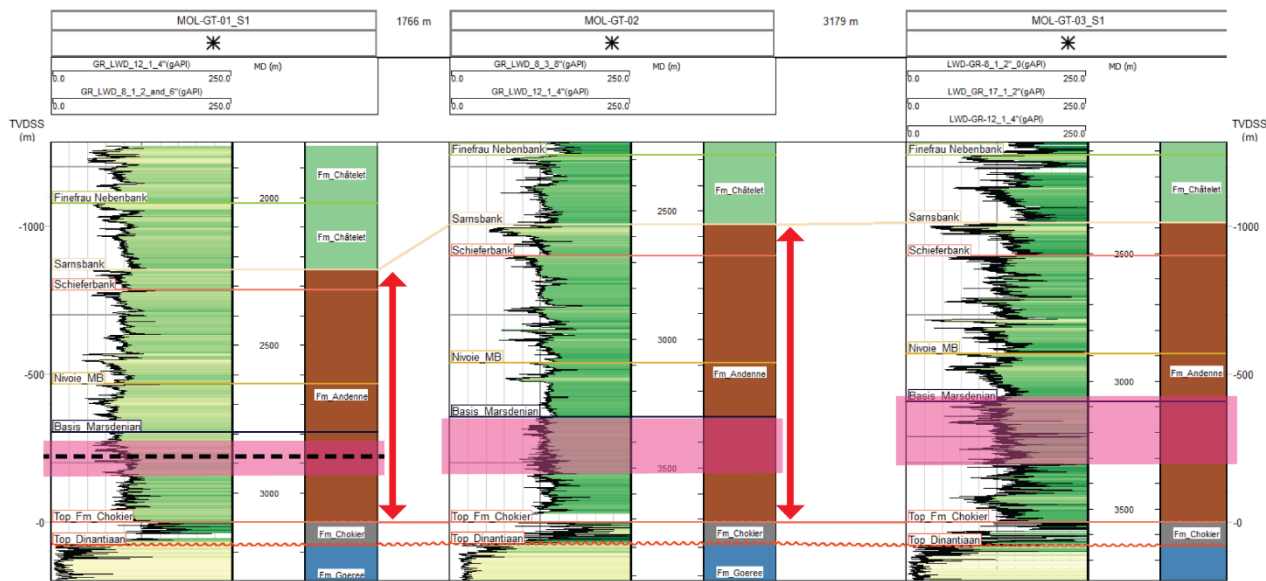 MOL-GT-01_S1 1766 m MOL-GT-02 3179 m MOL-GT-03_S1
GR_LWD_12_1_4"(gAPI) MD (m) GR_LWD_8_3_8"(gAPI) MD (m) LWD-GR-8_1_2"_0(gAPI) MD (m)
0.0 250.0 0.0 250.0 0.0 250.0
GR_LWD_8_1_2_and_6"(gAPI) GR_LWD_12_1_4"(gAPI) LWD_GR_17_1_2"(gAPI)
0.0 250.0 0.0 250.0 0.0 250.0
LWD-GR-12_1_4"(gAPI)
TVDSS TVDSS
(m) 0.0 250.0 (m)
Finefrau Nebenbank Finefrau Nebenbank
Fm_Châtelet
Fm_Châtelet Fm_Châtelet
Finefrau Nebenbank 2000
2500
Sarnsbank Sarnsbank
-1000 Fm_Châtelet -1000
Schieferbank Schieferbank 2500
Sarnsbank
Schieferbank
2500 3000
Nivoie_MB
Nivoie_MB
-500 Nivoie_MB Fm_Andenne Fm_Andenne -500
3000
Fm_Andenne
Basis_Marsdenian
Basis_Marsdenian
Basis_Marsdenian
3500
3000
3500
Top_Fm_Chokier Top_Fm_Chokier Top_Fm_Chokier
-0 -0
Fm_Chokier Fm_Chokier Fm_Chokier
Top_Dinantiaan Top_Dinantiaan Top_Dinantiaan
Fm_Goeree Fm_Goeree